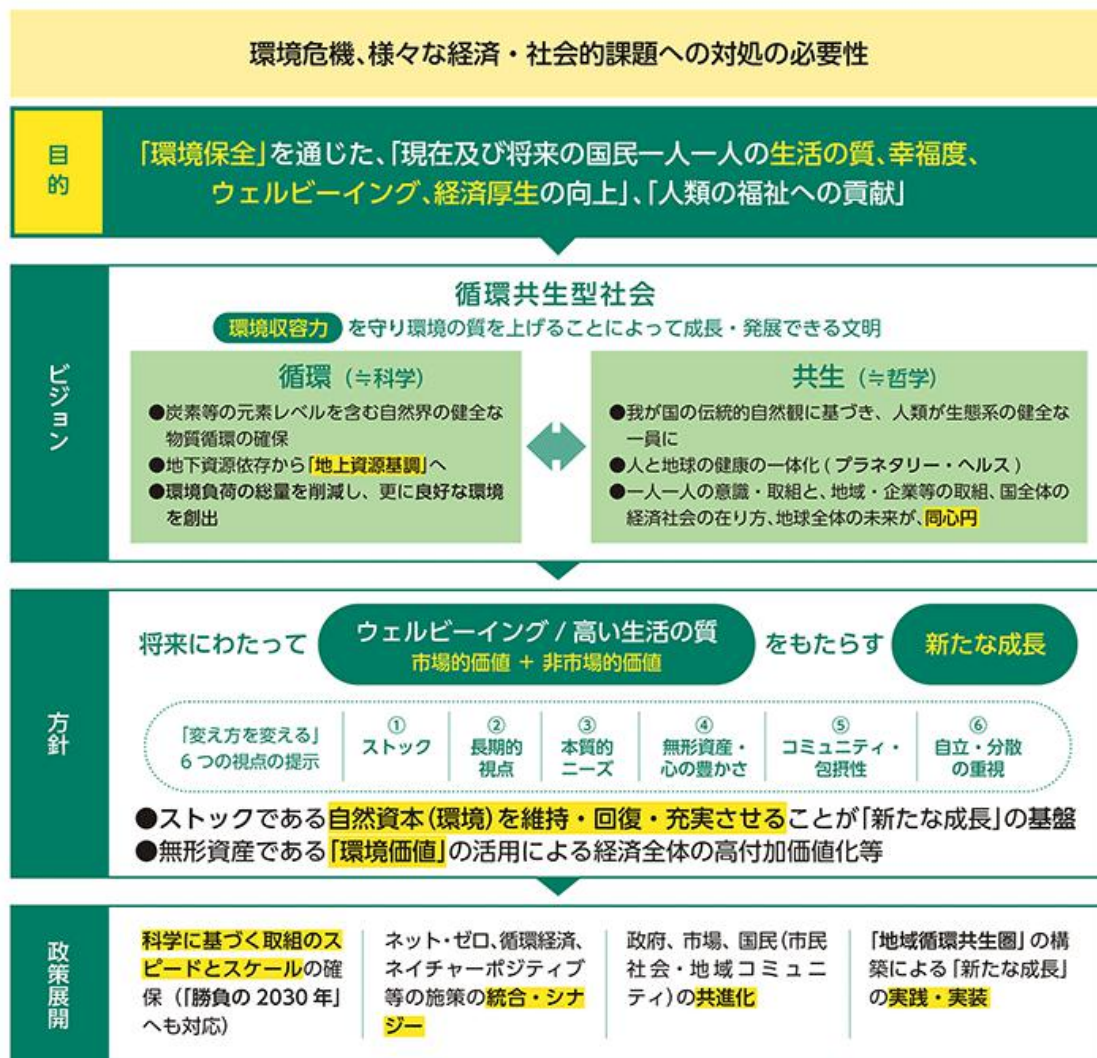 環境危機、様々な経済・社会的課題への対処の必要性
目的
「環境保全」を通じた、「現在及び将来の国民一人一人の生活の質、幸福度、
ウェルビーイング、経済厚生の向上」、「人類の福祉への貢献」
ビジョン
循環共生型社会
環境収容力 を守り環境の質を上げることによって成長・発展できる文明
循環（≒科学）
●炭素等の元素レベルを含む自然界の健全な
物質循環の確保
●地下資源依存から「地上資源基調」へ
●環境負荷の総量を削減し、更に良好な環境
を創出
共生（≒哲学）
●我が国の伝統的自然観に基づき、人類が生態系の健全な
一員に
●人と地球の健康の一体化(プラネタリー・ヘルス)
●一人一人の意識・取組と、地域・企業等の取組、国全体の
経済社会の在り方、地球全体の未来が、同心円
方針
将来にわたって ウェルビーイング / 高い生活の質 をもたらす 新たな成長
市場的価値 + 非市場的価値
「変え方を変える」
6つの視点の提示
①
ストック
②
長期的
視点
③
本質的
ニーズ
④
無形資産・
心の豊かさ
⑤
コミュニティ・
包摂性
⑥
自立・分散
の重視
●ストックである自然資本(環境)を維持・回復・充実させることが「新たな成長」の基盤
●無形資産である「環境価値」の活用による経済全体の高付加価値化等
政策展開
科学に基づく取組のス
ピードとスケールの確
保（「勝負の 2030 年」
へも対応）
ネット・ゼロ、循環経済、
ネイチャーポジティブ
等の施策の統合・シナ
ジー
政府、市場、国民（市民
社会・地域コミュニ
ティ）の共進化
「地域循環共生圏」の構
築による「新たな成長」
の実践・実装